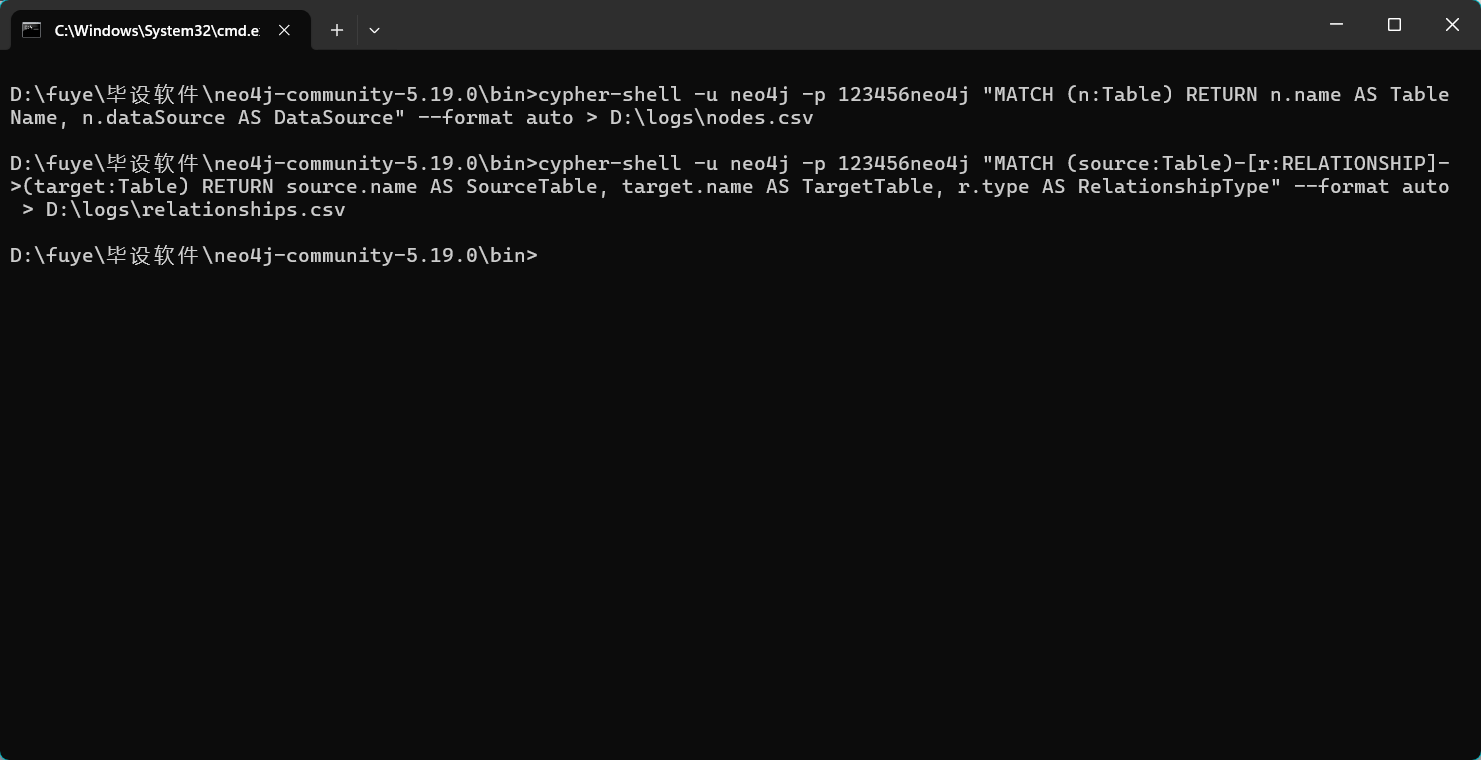 C:\Windows\System32\cmd.e
D:\fuye\毕设软件\neo4j-community-5.19.0\bin>cypher-shell -u neo4j -p 123456neo4j "MATCH (n:Table) RETURN n.name AS Table
Name, n.dataSource AS DataSource" --format auto > D:\logs\nodes.csv
D:\fuye\毕设软件\neo4j-community-5.19.0\bin>cypher-shell -u neo4j -p 123456neo4j "MATCH (source:Table)-[r:RELATIONSHIP]-
>(target:Table) RETURN source.name AS SourceTable, target.name AS TargetTable, r.type AS RelationshipType" --format auto
 > D:\logs\relationships.csv
D:\fuye\毕设软件\neo4j-community-5.19.0\bin>